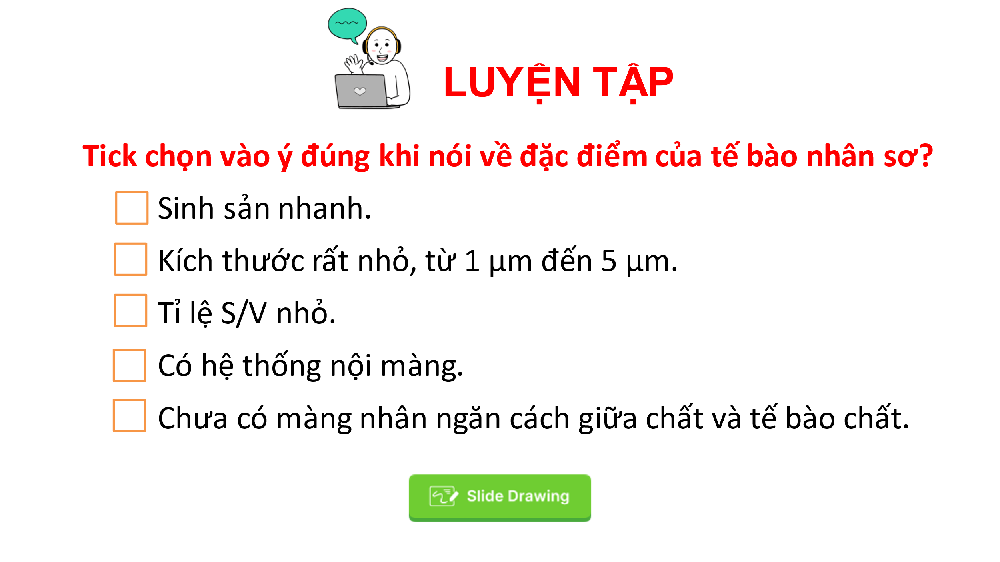 LUYỆN TẬP
Tick chọn vào ý đúng khi nói về đặc điểm của tế bào nhân sơ?
Sinh sản nhanh.
Kích thước rất nhỏ, từ 1 µm đến 5 µm.
Tỉ lệ S/V nhỏ.
Có hệ thống nội màng.
Chưa có màng nhân ngăn cách giữa chất và tế bào chất.
Slide Drawing